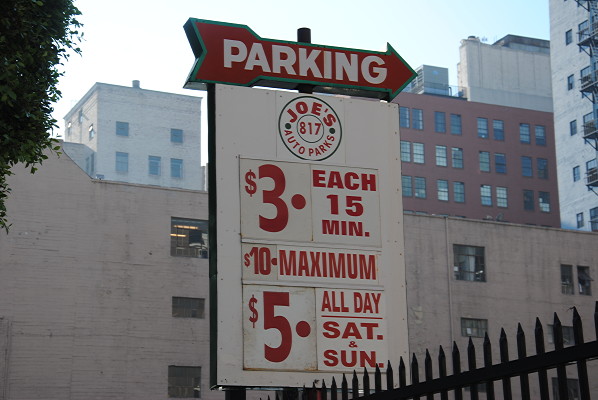 PARKING
JOE'S
817
AUTO PARKS
$3• EACH
15
MIN.
$10• MAXIMUM
$5• ALL DAY
SAT.
&
SUN.